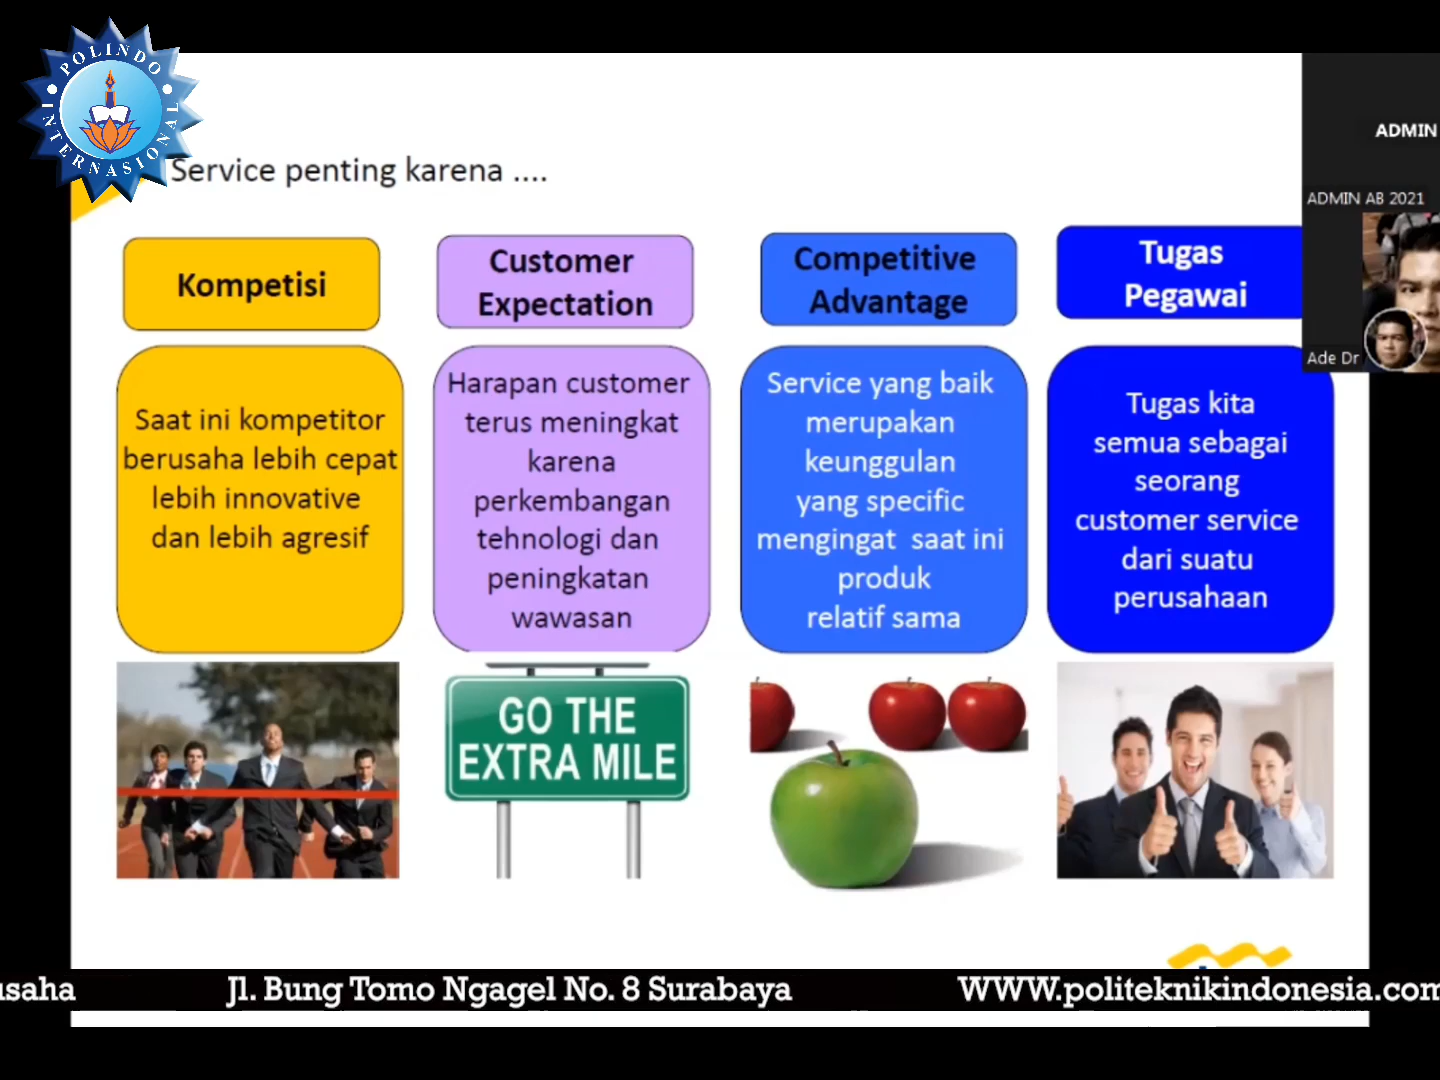 POLINDO
INTERNASIONAL
Service penting karena ....
ADMIN
ADMIN AB 2021
Ade Dr
Kompetisi
Customer
Expectation
Competitive
Advantage
Tugas
Pegawai
Saat ini kompetitor
berusaha lebih cepat
lebih innovative
dan lebih agresif
Harapan customer
terus meningkat
karena
perkembangan
tehnologi dan
peningkatan
wawasan
Service yang baik
merupakan
keunggulan
yang specific
mengingat saat ini
produk
relatif sama
Tugas kita
semua sebagai
seorang
customer service
dari suatu
perusahaan
GO THE
EXTRA MILE
usaha Jl. Bung Tomo Ngagel No. 8 Surabaya WWW.politeknikindonesia.com